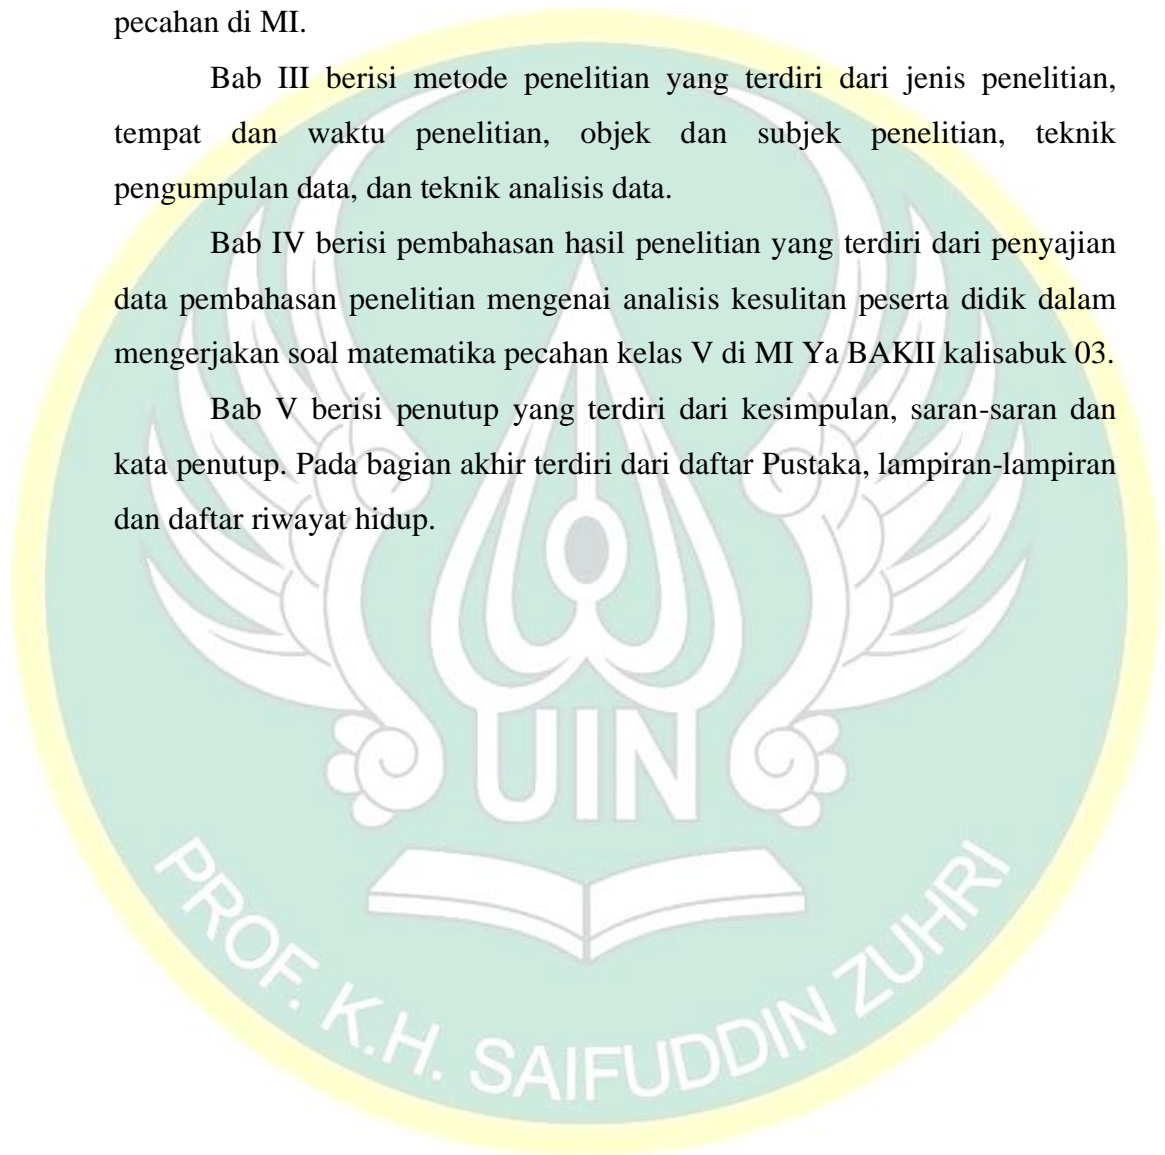 pecahan di MI.
Bab III berisi metode penelitian yang terdiri dari jenis penelitian,
tempat dan waktu penelitian, objek dan subjek penelitian, teknik
pengumpulan data, dan teknik analisis data.
Bab IV berisi pembahasan hasil penelitian yang terdiri dari penyajian
data pembahasan penelitian mengenai analisis kesulitan peserta didik dalam
mengerjakan soal matematika pecahan kelas V di MI Ya BAKII kalisabuk 03.
Bab V berisi penutup yang terdiri dari kesimpulan, saran-saran dan
kata penutup. Pada bagian akhir terdiri dari daftar Pustaka, lampiran-lampiran
dan daftar riwayat hidup.
UIN
PROF. K.H. SAIFUDDIN ZUHRI